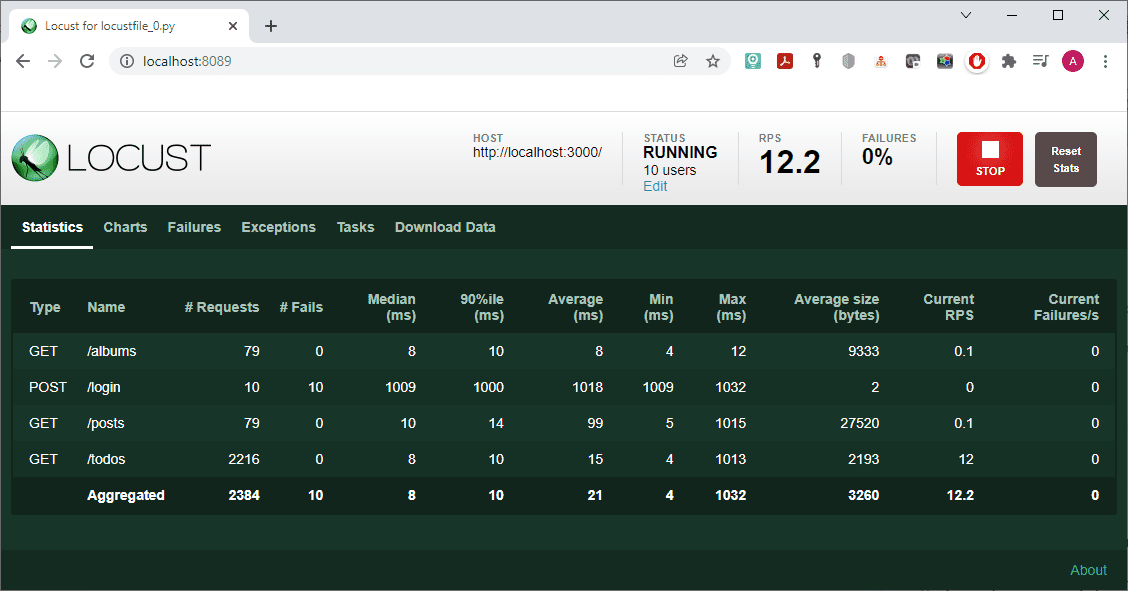 Locust for locustfile_0.py
localhost:8089
A
LOCUST
HOST
http://localhost:3000/
STATUS
RUNNING
10 users
Edit
RPS
12.2
FAILURES
0%
STOP
Reset
Stats
Statistics Charts Failures Exceptions Tasks Download Data
Type Name # Requests # Fails Median (ms) 90%ile (ms) Average (ms) Min (ms) Max (ms) Average size (bytes) Current RPS Current Failures/s
GET /albums 79 0 8 10 8 4 12 9333 0.1 0
POST /login 10 10 1009 1000 1018 1009 1032 2 0 0
GET /posts 79 0 10 14 99 5 1015 27520 0.1 0
GET /todos 2216 0 8 10 15 4 1013 2193 12 0
Aggregated 2384 10 8 10 21 4 1032 3260 12.2 0
About